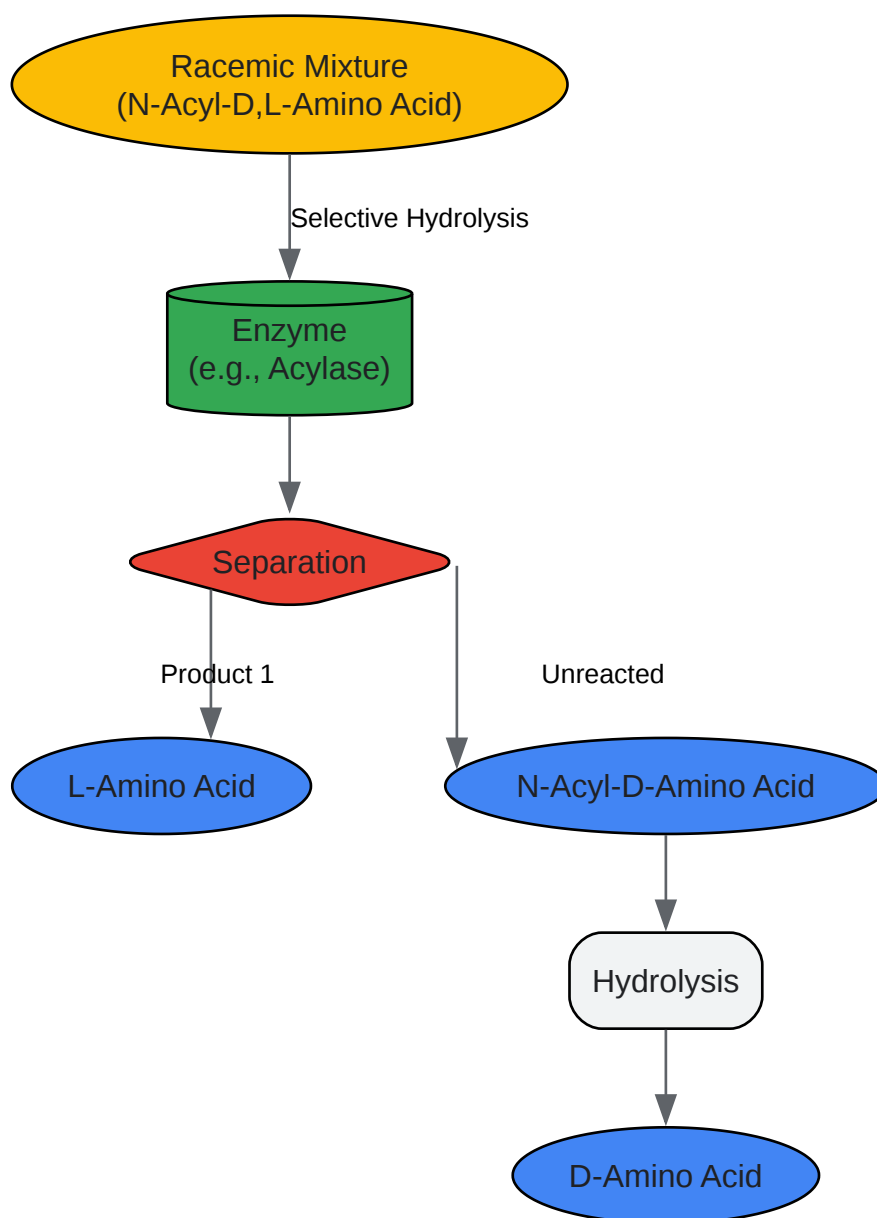 Racemic Mixture
(N-Acyl-D,L-Amino Acid)
Selective Hydrolysis
Enzyme
(e.g., Acylase)
Separation
Product 1
Unreacted
L-Amino Acid
N-Acyl-D-Amino Acid
Hydrolysis
D-Amino Acid